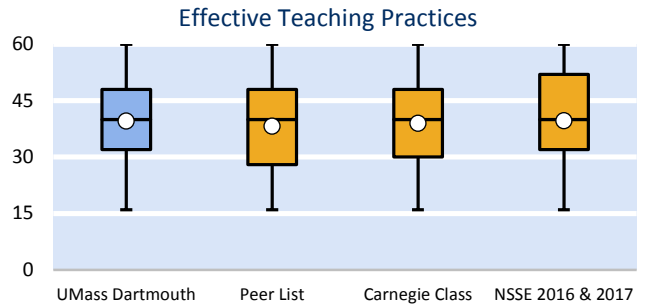 Effective Teaching Practices
60
45
30
15
0
UMass Dartmouth Peer List Carnegie Class NSSE 2016 & 2017